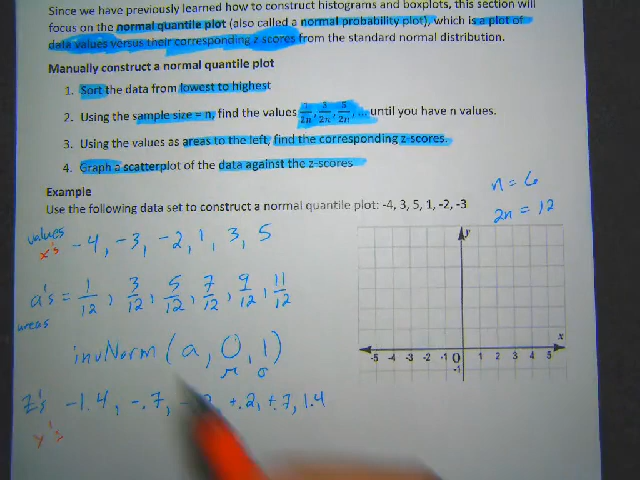 Since we have previously learned how to construct histograms and boxplots, this section will
focus on the normal quantile plot (also called a normal probability plot), which is a plot of
data values versus their corresponding z scores from the standard normal distribution.
Manually construct a normal quantile plot
1. Sort the data from lowest to highest
2. Using the sample size = n, find the values 1/2n, 3/2n, 5/2n, until you have n values.
3. Using the values as areas to the left, find the corresponding z-scores.
4. Graph a scatterplot of the data against the z-scores
Example
n = 6
Use the following data set to construct a normal quantile plot: -4, 3, 5, 1, -2, -3
2n = 12
values
x's -4, -3, -2, 1, 3, 5
a's = 1/12, 3/12, 5/12, 7/12, 9/12, 11/12
areas
invNorm (a, 0, 1)
μ σ
z's -1.4, -.7, +.2, +.7, 1.4
y's
y
x
-5 -4 -3 -2 -1 O 1 2 3 4 5
-1